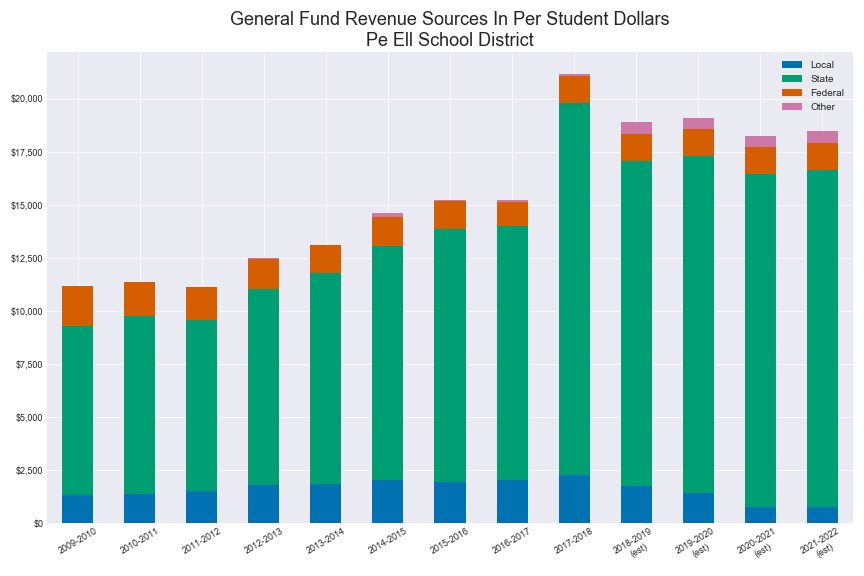 General Fund Revenue Sources In Per Student Dollars
Pe Ell School District
Local
State
Federal
Other
$20,000
$17,500
$15,000
$12,500
$10,000
$7,500
$5,000
$2,500
$0
2009-2010
2010-2011
2011-2012
2012-2013
2013-2014
2014-2015
2015-2016
2016-2017
2017-2018
2018-2019
(est)
2019-2020
(est)
2020-2021
(est)
2021-2022
(est)